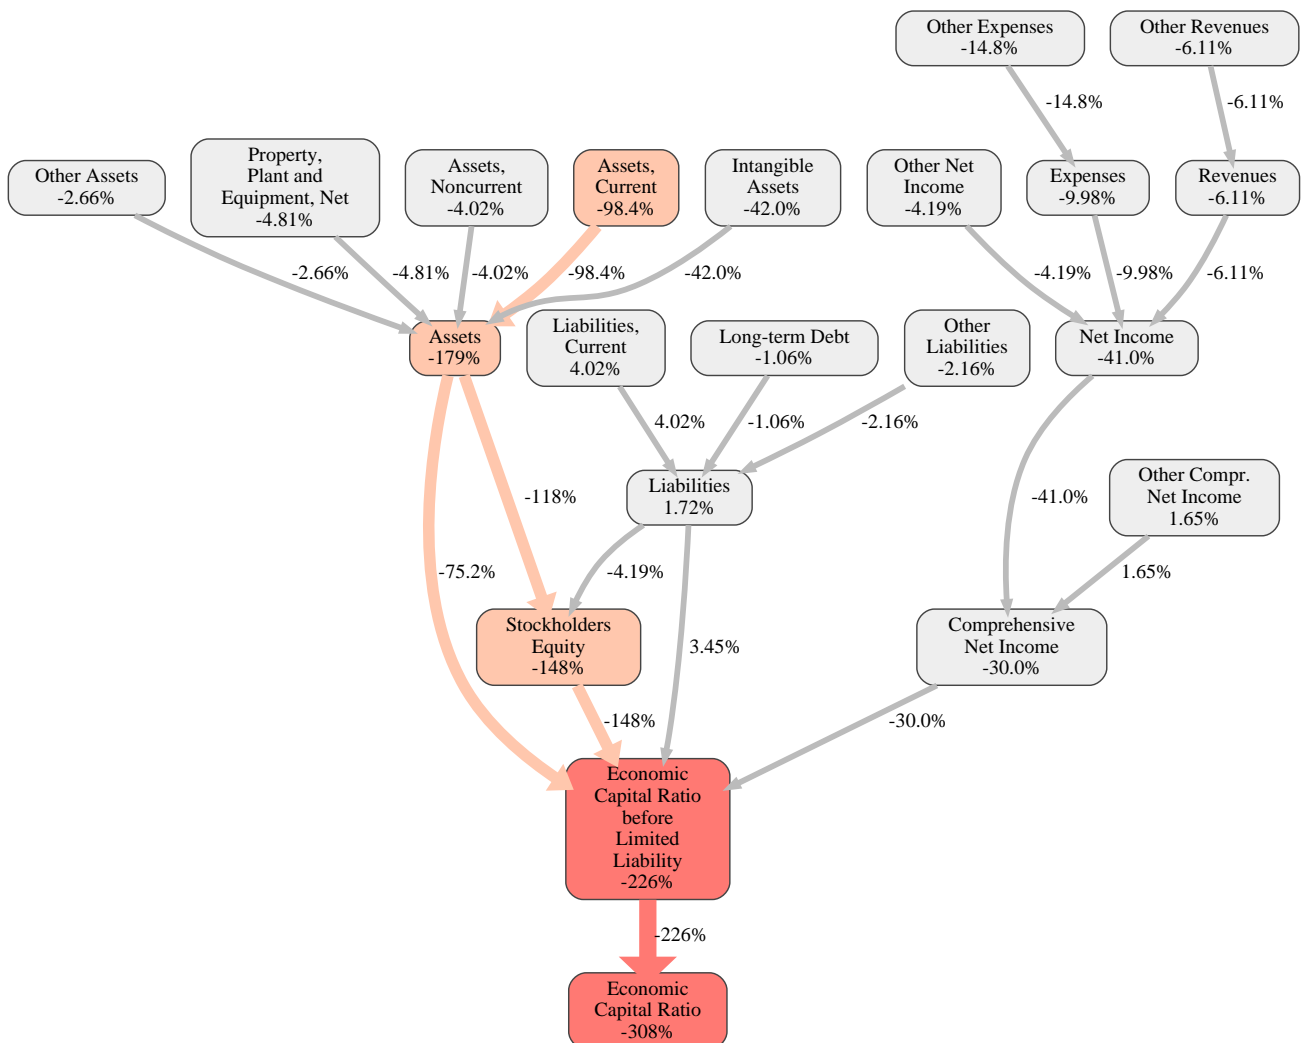 Other Expenses
-14.8%
Other Revenues
-6.11%
-14.8%
-6.11%
Other Assets
-2.66%
Property,
Plant and
Equipment, Net
-4.81%
Assets,
Noncurrent
-4.02%
Assets,
Current
-98.4%
Intangible
Assets
-42.0%
Other Net
Income
-4.19%
Expenses
-9.98%
Revenues
-6.11%
-2.66%
-4.81%
-4.02%
-98.4%
-42.0%
-4.19%
-9.98%
-6.11%
Assets
-179%
Liabilities,
Current
4.02%
Long-term Debt
-1.06%
Other
Liabilities
-2.16%
Net Income
-41.0%
4.02%
-1.06%
-2.16%
Liabilities
1.72%
Other Compr.
Net Income
1.65%
-118%
-41.0%
-75.2%
-4.19%
1.65%
Stockholders
Equity
-148%
3.45%
Comprehensive
Net Income
-30.0%
-148%
-30.0%
Economic
Capital Ratio
before
Limited
Liability
-226%
-226%
Economic
Capital Ratio
-308%